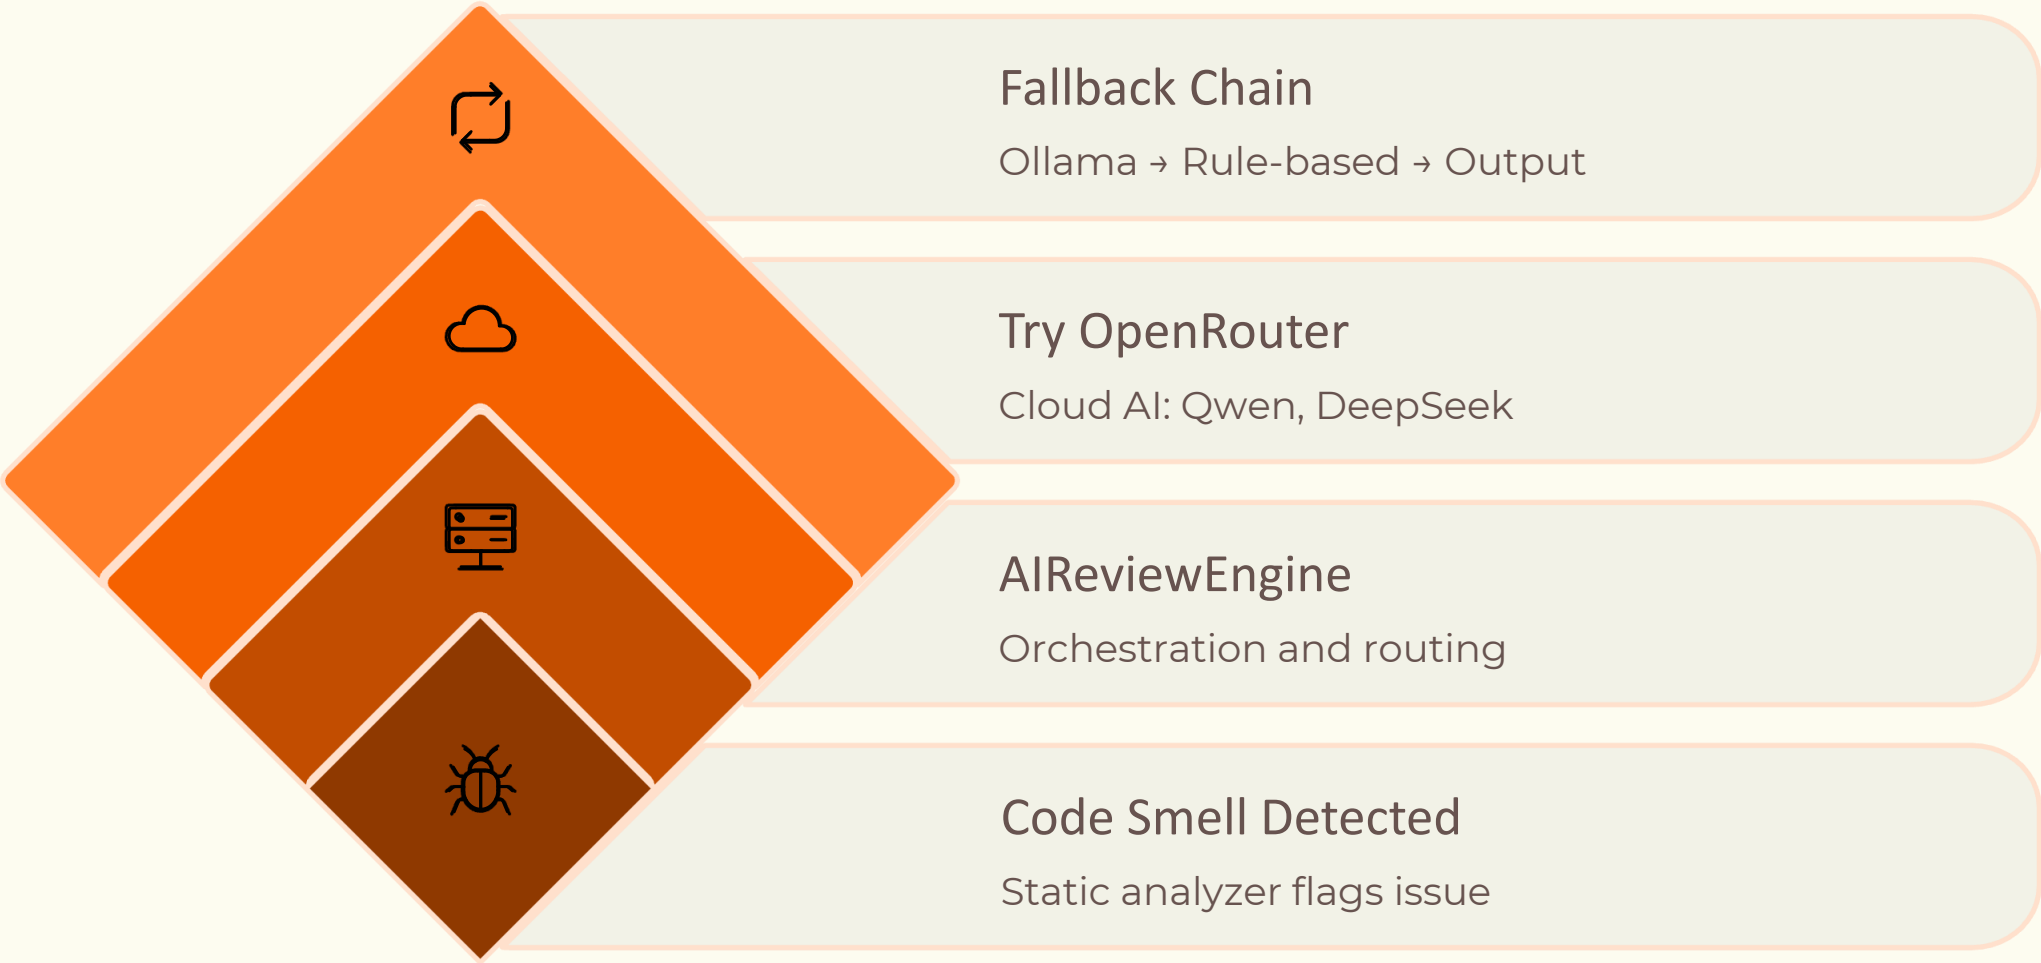 Fallback Chain
Ollama → Rule-based → Output
Try OpenRouter
Cloud AI: Qwen, DeepSeek
AIReviewEngine
Orchestration and routing
Code Smell Detected
Static analyzer flags issue